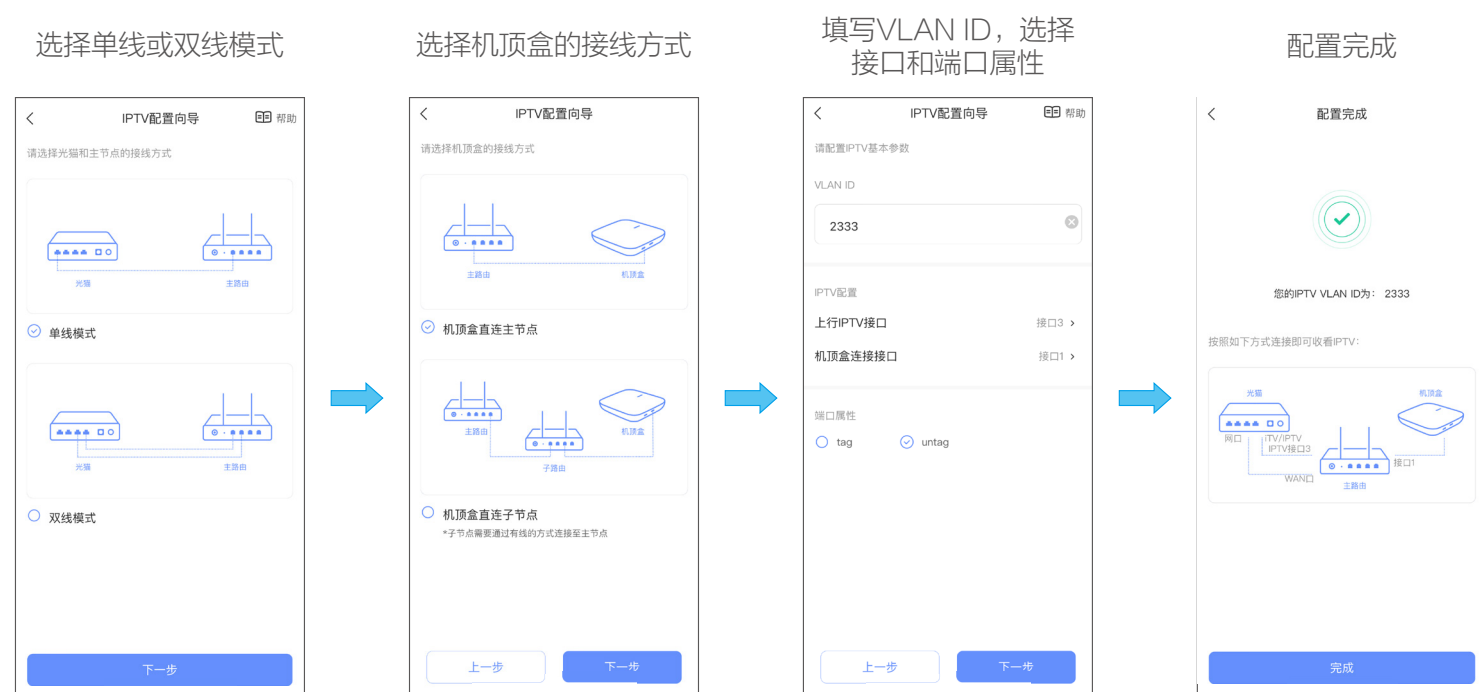 选择单线或双线模式
IPTV配置向导
帮助
请选择光猫和主节点的接线方式
光猫
主路由
单线模式
光猫
主路由
双线模式
下一步
选择机顶盒的接线方式
IPTV配置向导
请选择机顶盒的接线方式
主路由
机顶盒
机顶盒直连主节点
主路由
机顶盒
子路由
机顶盒直连子节点
*子节点需要通过有线的方式连接至主节点
上一步
下一步
填写VLAN ID，选择
接口和端口属性
IPTV配置向导
帮助
请配置IPTV基本参数
VLAN ID
2333
IPTV配置
上行IPTV接口
接口3
机顶盒连接接口
接口1
端口属性
tag
untag
上一步
下一步
配置完成
配置完成
您的IPTV VLAN ID为： 2333
按照如下方式连接即可收看IPTV：
光猫
机顶盒
网口
iTV/IPTV
IPTV接口3
接口1
WAN口
主路由
完成